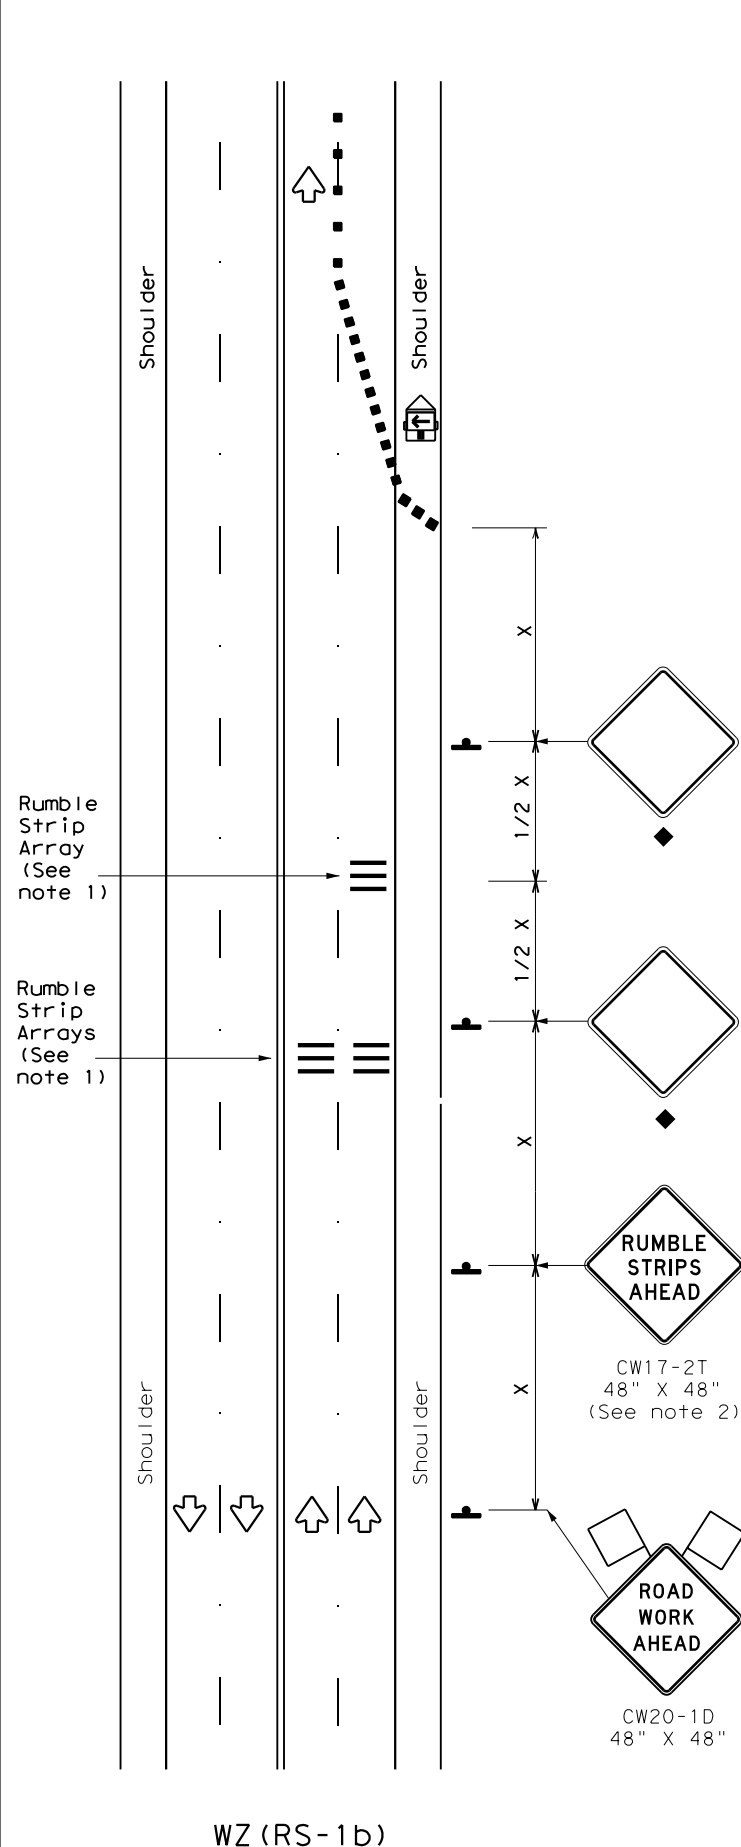 Shoulder
Shoulder
X
1/2 X
Rumble
Strip
Array
(See
note 1)
1/2 X
Rumble
Strip
Arrays
(See
note 1)
X
RUMBLE
STRIPS
AHEAD
CW17-2T
48" X 48"
(See note 2)
X
Shoulder
Shoulder
ROAD
WORK
AHEAD
CW20-1D
48" X 48"
WZ(RS-1b)